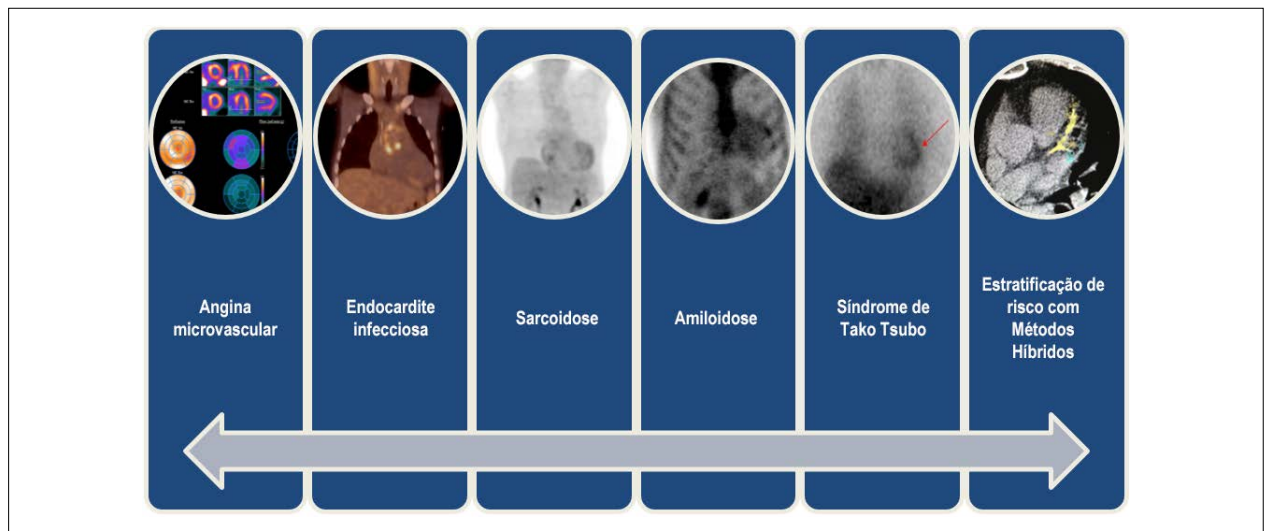 Angina
microvascular
Endocardite
infecciosa
Sarcoidose
Amiloidose
Síndrome de
Tako Tsubo
Estratificação de
risco com
Métodos
Híbridos